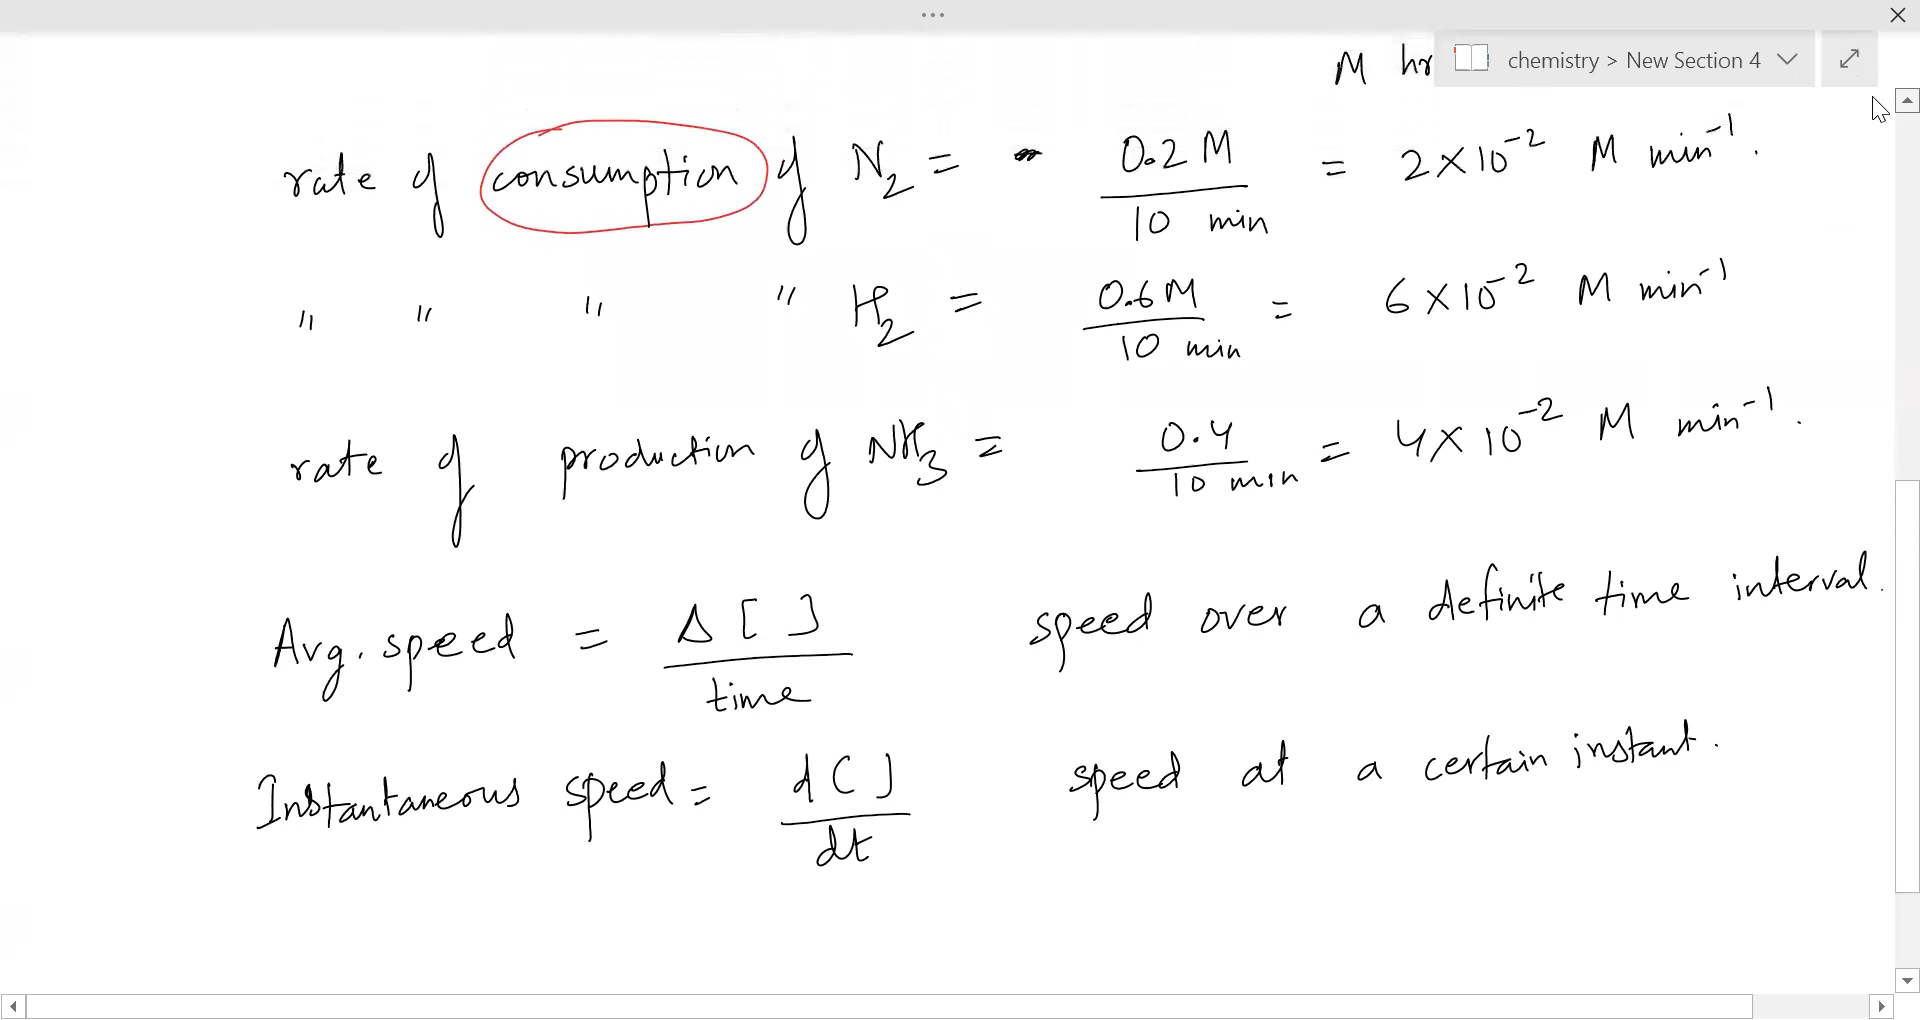 chemistry > New Section 4
M hr
rate of consumption of N₂ = 0.2 M / 10 min = 2 × 10⁻² M min⁻¹.
" " " " H₂ = 0.6 M / 10 min = 6 × 10⁻² M min⁻¹
rate of production of NH₃ = 0.4 / 10 min = 4 × 10⁻² M min⁻¹.
Avg. speed = Δ [ ] / time speed over a definite time interval.
Instantaneous speed = d [ ] / dt speed at a certain instant.